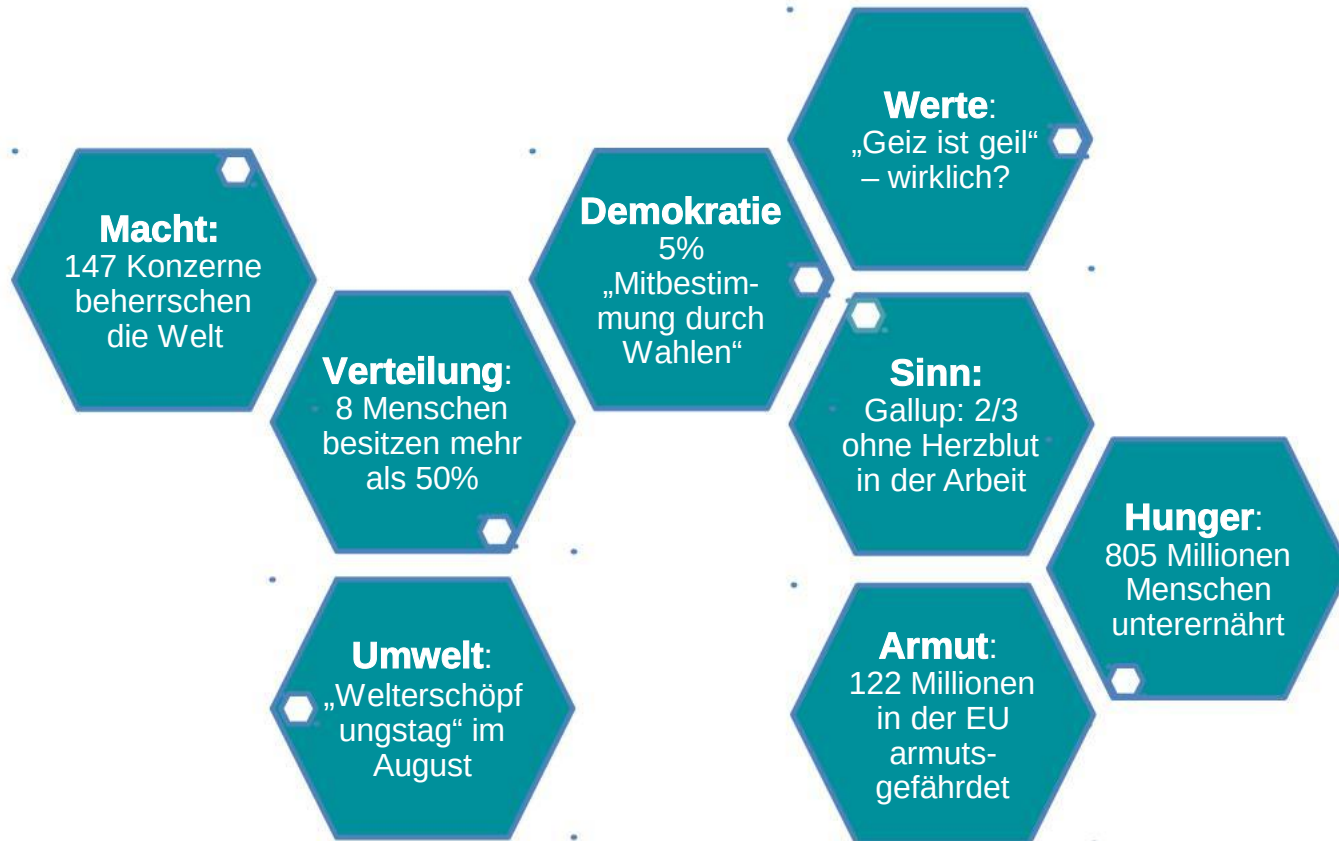 Macht:
147 Konzerne
beherrschen
die Welt
Verteilung:
8 Menschen
besitzen mehr
als 50%
Umwelt:
„Welterschöpf
ungstag“ im
August
Demokratie
5%
„Mitbestim-
mung durch
Wahlen“
Werte:
„Geiz ist geil“
– wirklich?
Sinn:
Gallup: 2/3
ohne Herzblut
in der Arbeit
Hunger:
805 Millionen
Menschen
unterernährt
Armut:
122 Millionen
in der EU
armuts-
gefährdet